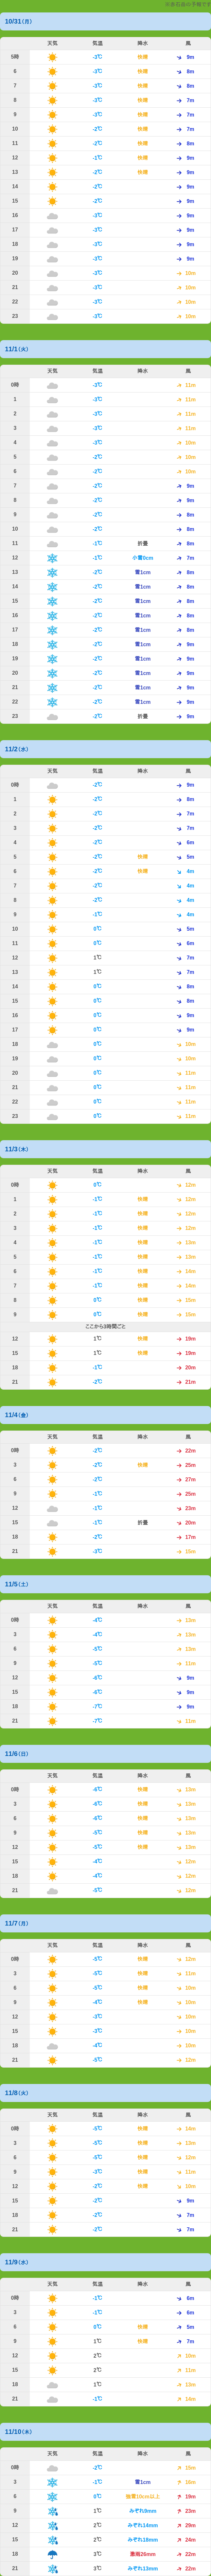 10/31(月)
天気 気温 降水 風
5時 -3℃ 快晴 9m
6 -3℃ 快晴 8m
7 -3℃ 快晴 8m
8 -3℃ 快晴 7m
9 -3℃ 快晴 7m
10 -2℃ 快晴 7m
11 -2℃ 快晴 8m
12 -1℃ 快晴 9m
13 -2℃ 快晴 9m
14 -2℃ 9m
15 -2℃ 9m
16 -3℃ 9m
17 -3℃ 9m
18 -3℃ 9m
19 -3℃ 9m
20 -3℃ 10m
21 -3℃ 10m
22 -3℃ 10m
23 -3℃ 10m
11/1(火)
天気 気温 降水 風
0時 -3℃ 11m
1 -2℃ 11m
2 -3℃ 11m
3 -3℃ 11m
4 -3℃ 10m
5 -2℃ 10m
6 -2℃ 10m
7 -2℃ 9m
8 -2℃ 9m
9 -2℃ 8m
10 -2℃ 8m
11 -1℃ 折曇 8m
12 -1℃ 小雪0cm 7m
13 -2℃ 雪1cm 8m
14 -2℃ 雪1cm 8m
15 -2℃ 雪1cm 8m
16 -2℃ 雪1cm 8m
17 -2℃ 雪1cm 8m
18 -2℃ 雪1cm 9m
19 -2℃ 雪1cm 9m
20 -2℃ 雪1cm 9m
21 -2℃ 雪1cm 9m
22 -2℃ 雪1cm 9m
23 -2℃ 折曇 9m
11/2(水)
天気 気温 降水 風
0時 -2℃ 9m
1 -2℃ 8m
2 -2℃ 7m
3 -2℃ 7m
4 -2℃ 6m
5 -2℃ 快晴 5m
6 -2℃ 快晴 4m
7 -2℃ 4m
8 -2℃ 4m
9 -1℃ 4m
10 0℃ 5m
11 0℃ 6m
12 1℃ 7m
13 1℃ 7m
14 0℃ 8m
15 0℃ 8m
16 0℃ 9m
17 0℃ 9m
18 0℃ 10m
19 0℃ 10m
20 0℃ 11m
21 0℃ 11m
22 0℃ 11m
23 0℃ 11m
11/3(木)
天気 気温 降水 風
0時 0℃ 12m
1 -1℃ 快晴 12m
2 -1℃ 快晴 12m
3 -1℃ 快晴 12m
4 -1℃ 快晴 13m
5 -1℃ 快晴 13m
6 -1℃ 快晴 14m
7 -1℃ 快晴 14m
8 0℃ 快晴 15m
9 0℃ 快晴 15m
ここから3時間ごと
12 1℃ 快晴 19m
15 1℃ 快晴 19m
18 -1℃ 20m
21 -2℃ 21m
11/4(金)
天気 気温 降水 風
0時 -2℃ 22m
3 -2℃ 快晴 25m
6 -2℃ 27m
9 -1℃ 25m
12 -1℃ 23m
15 -1℃ 折曇 20m
18 -2℃ 17m
21 -3℃ 15m
11/5(土)
天気 気温 降水 風
0時 -4℃ 13m
3 -4℃ 13m
6 -5℃ 12m
9 -5℃ 11m
12 -6℃ 9m
15 -6℃ 9m
18 -7℃ 9m
21 -7℃ 11m
11/6(日)
天気 気温 降水 風
0時 -6℃ 快晴 13m
3 -6℃ 快晴 13m
6 -6℃ 快晴 13m
9 -5℃ 快晴 13m
12 -5℃ 快晴 13m
15 -4℃ 12m
18 -4℃ 12m
21 -5℃ 12m
11/7(月)
天気 気温 降水 風
0時 -5℃ 快晴 12m
3 -5℃ 快晴 11m
6 -5℃ 快晴 10m
9 -4℃ 快晴 10m
12 -3℃ 10m
15 -3℃ 10m
18 -4℃ 10m
21 -5℃ 12m
11/8(火)
天気 気温 降水 風
0時 -5℃ 快晴 14m
3 -5℃ 快晴 13m
6 -5℃ 快晴 12m
9 -3℃ 快晴 11m
12 -2℃ 快晴 10m
15 -2℃ 9m
18 -2℃ 7m
21 -2℃ 7m
11/9(水)
天気 気温 降水 風
0時 -1℃ 6m
3 -1℃ 6m
6 0℃ 快晴 5m
9 1℃ 快晴 7m
12 2℃ 10m
15 2℃ 11m
18 1℃ 13m
21 -1℃ 14m
11/10(木)
天気 気温 降水 風
0時 -2℃ 15m
3 -1℃ 雪1cm 16m
6 0℃ 強雪10cm以上 19m
9 1℃ みぞれ9mm 23m
12 2℃ みぞれ14mm 29m
15 2℃ みぞれ18mm 24m
18 3℃ 豪雨26mm 22m
21 3℃ みぞれ13mm 22m